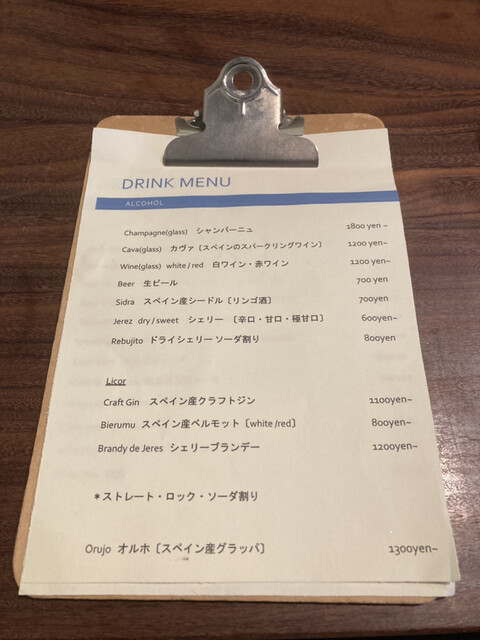 DRINK MENU
ALCOHOL
Champagne(glass) シャンパーニュ 1800 yen~
Cava(glass) カヴァ〔スペインのスパークリングワイン〕 1200 yen~
Wine(glass) white / red 白ワイン・赤ワイン 1200 yen~
Beer 生ビール 700 yen
Sidra スペイン産シードル〔リンゴ酒〕 700yen
Jerez dry / sweet シェリー 〔辛口・甘口・極甘口〕 600yen~
Rebujito ドライシェリー ソーダ割り 800yen
Licor
Craft Gin スペイン産クラフトジン 1100yen~
Bierumu スペイン産ベルモット〔white /red〕 800yen~
Brandy de Jeres シェリーブランデー 1200yen~
*ストレート・ロック・ソーダ割り
Orujo オルホ〔スペイン産グラッパ〕 1300yen~